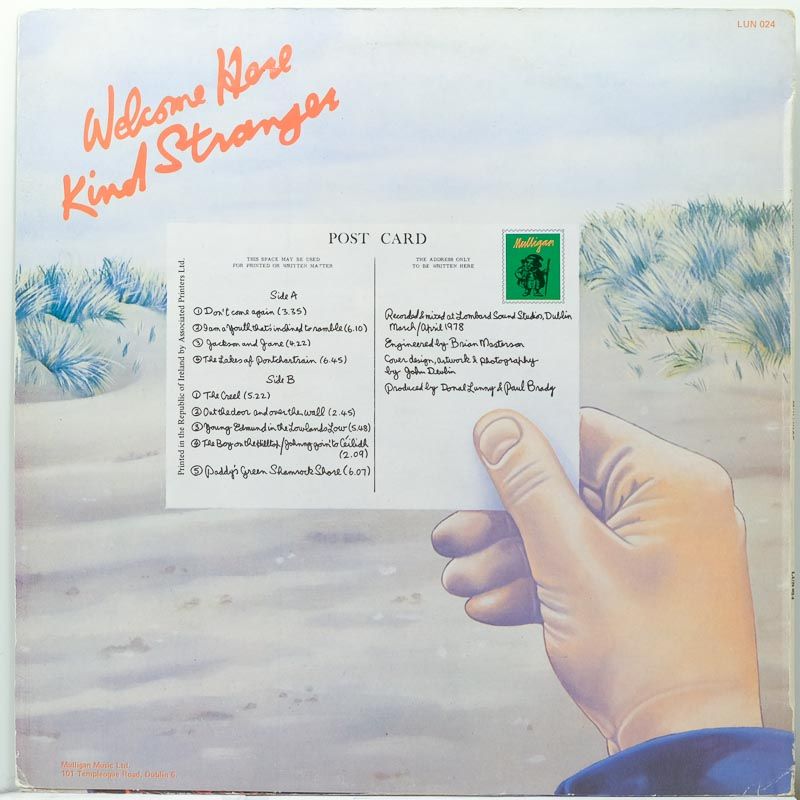 LUN 024
Welcome Here
Kind Stranger
POST CARD
THIS SPACE MAY BE USED
FOR PRINTED OR WRITTEN MATTER
THE ADDRESS ONLY
TO BE WRITTEN HERE
Mulligan
Printed in the Republic of Ireland by Associated Printers Ltd.
Side A
① Don't come again (3.35)
② I am a Youth that's inclined to ramble (6.10)
③ Jackson and Jane (4.22)
④ The Lakes of Pontchartrain (6.45)
Side B
① The Creel (5.22)
② Out the door and over the wall (2.45)
③ Young Edmund in the Lowlands Low (5.48)
④ The Boy on the Hilltop/Johnny goin' to Céilidh
(2.09)
⑤ Paddy's Green Shamrock Shore (6.07)
Recorded & mixed at Lombard Sound Studios, Dublin
March/April 1978
Engineered by Brian Masterson
Cover design, artwork & photography
by John Devlin
Produced by Donal Lunny & Paul Brady
Mulligan Music Ltd.
101 Templeogue Road, Dublin 6.